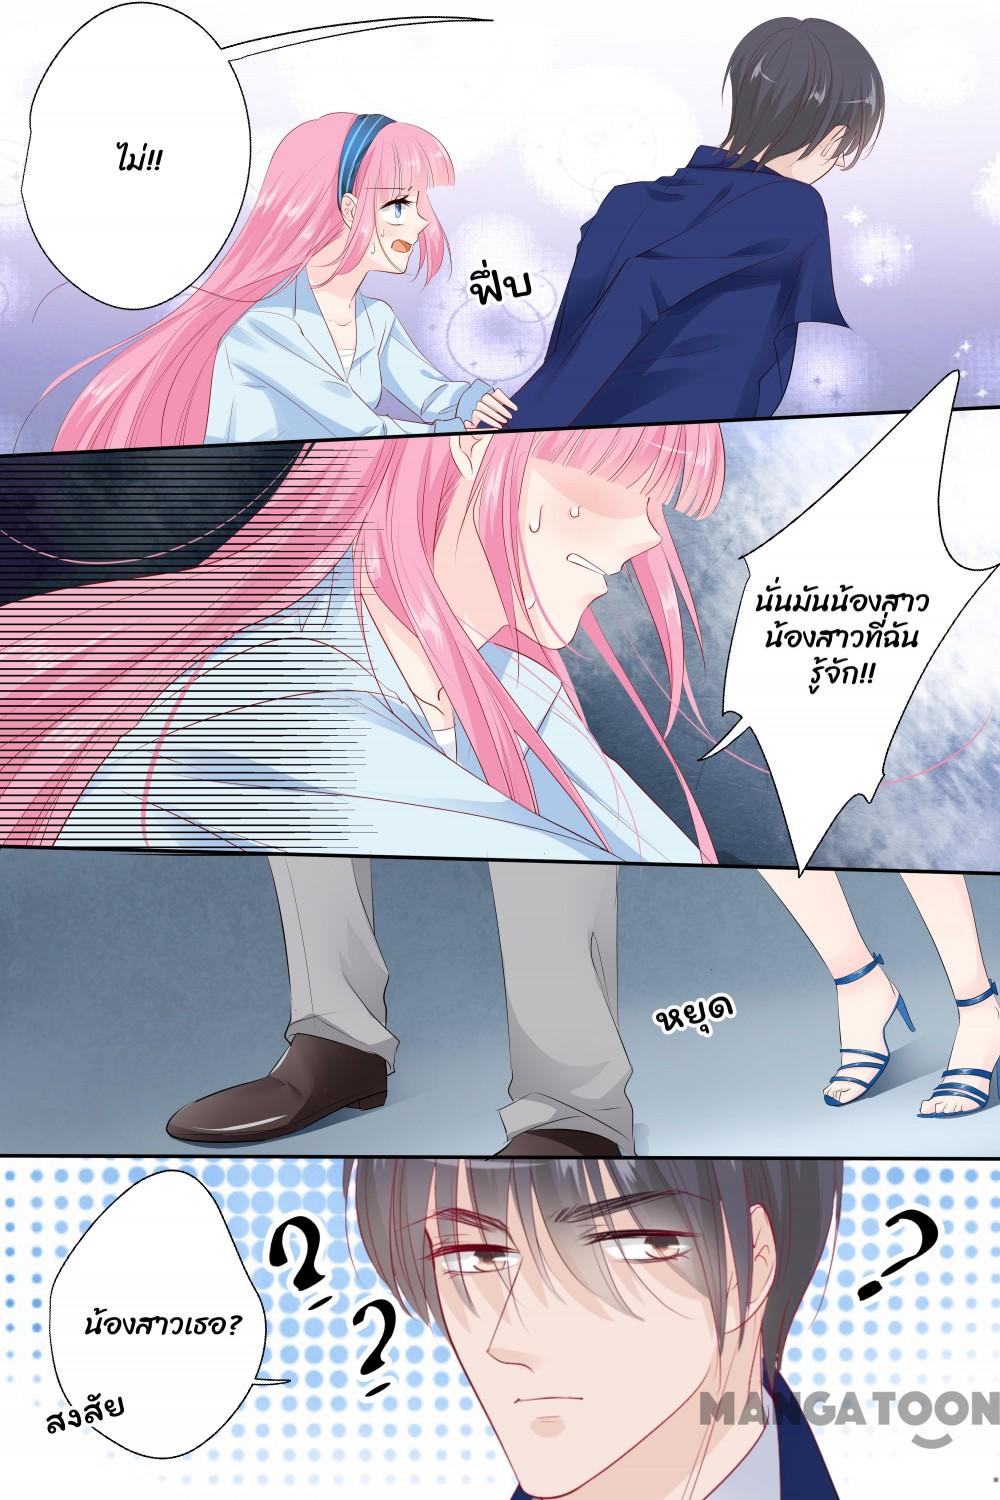 ไม่!!
ฟึ่บ
นั่นมันน้องสาว
น้องสาวที่ฉัน
รู้จัก!!
หยุด
?
?
?
น้องสาวเธอ?
สงสัย
MANGATOON